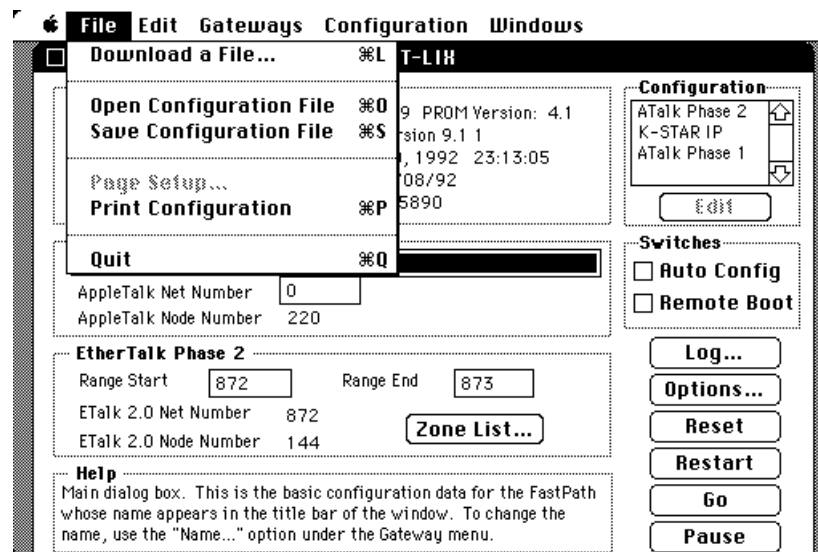 File Edit Gateways Configuration Windows
Download a File... ⌘L
Open Configuration File ⌘O
Save Configuration File ⌘S
Page Setup...
Print Configuration ⌘P
Quit ⌘Q
T-LIX
9 PROM Version: 4.1
rsion 9.1 1
, 1992 23:13:05
'08/92
5890
AppleTalk Net Number 0
AppleTalk Node Number 220
EtherTalk Phase 2
Range Start 872 Range End 873
ETalk 2.0 Net Number 872
ETalk 2.0 Node Number 144
Zone List...
Help
Main dialog box. This is the basic configuration data for the FastPath
whose name appears in the title bar of the window. To change the
name, use the "Name..." option under the Gateway menu.
Configuration
ATalk Phase 2
K-STAR IP
ATalk Phase 1
Edit
Switches
Auto Config
Remote Boot
Log...
Options...
Reset
Restart
Go
Pause